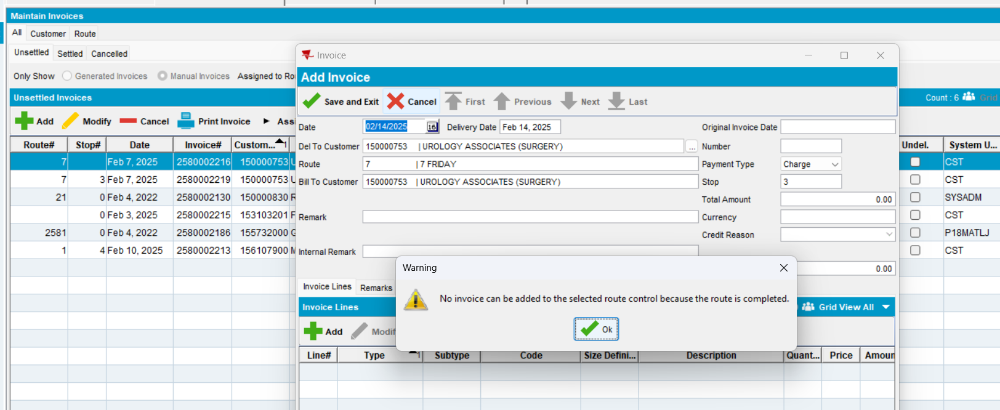 Maintain Invoices
All Customer Route
Unsettled Settled Cancelled
Only Show Generated Invoices Manual Invoices Assigned to Ro
Unsettled Invoices
Count : 6 Grid
Add Modify Cancel Print Invoice Assi
Route# Stop# Date Invoice# Custom... 1
7 Feb 7, 2025 2580002216 150000753
7 3 Feb 7, 2025 2580002219 150000753
21 0 Feb 4, 2022 2580002130 150000830
0 Feb 3, 2025 2580002215 153103201
2581 0 Feb 4, 2022 2580002186 155732000
1 4 Feb 10, 2025 2580002213 156107900
Undel. System U...
CST
CST
SYSADM
CST
P18MATLJ
CST
Invoice
Add Invoice
Save and Exit Cancel First Previous Next Last
Date 02/14/2025 16 Delivery Date Feb 14, 2025 Original Invoice Date
Del To Customer 150000753 | UROLOGY ASSOCIATES (SURGERY) ... Number
Route 7 | 7 FRIDAY Payment Type Charge
Bill To Customer 150000753 | UROLOGY ASSOCIATES (SURGERY) Stop 3
Total Amount 0.00
Remark Currency
Credit Reason
Internal Remark
0.00
Warning
No invoice can be added to the selected route control because the route is completed.
Ok
Invoice Lines Remarks
Invoice Lines Grid View All
Add Modif
Line# Type 1 Subtype Code Size Defini... Description Quant... Price Amoun